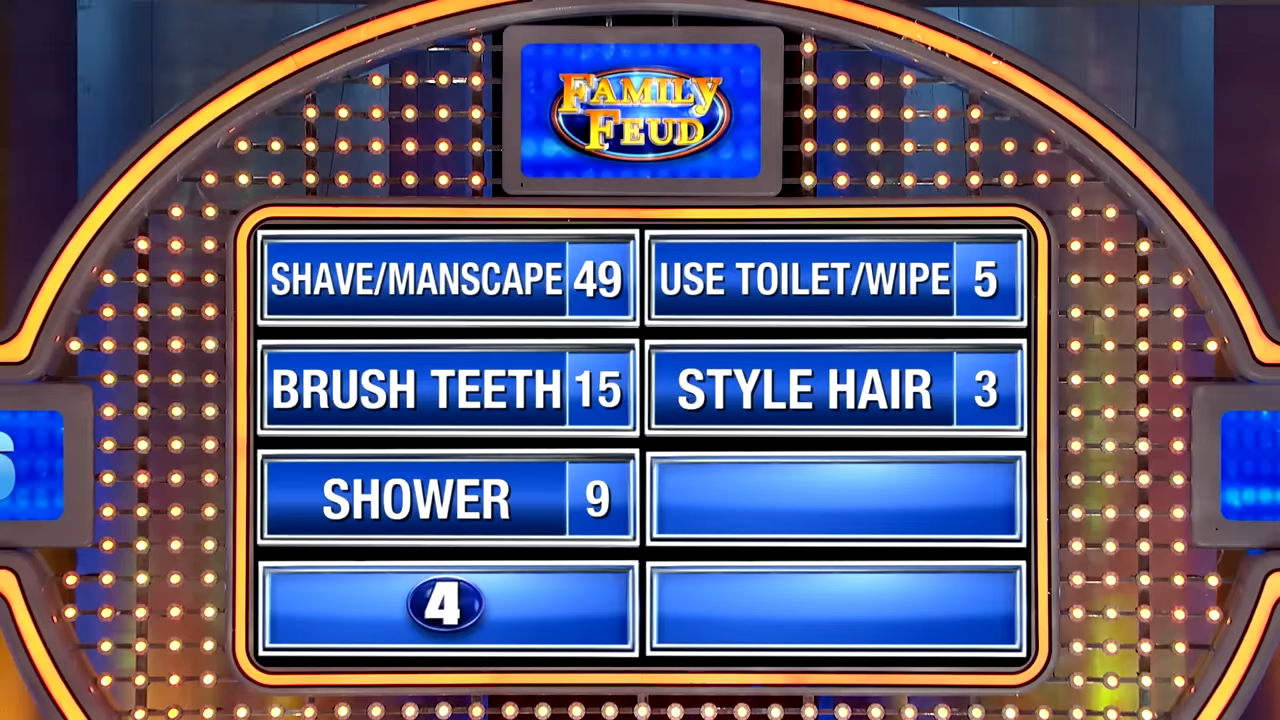 FAMILY
FEUD
SHAVE/MANSCAPE 49
BRUSH TEETH 15
SHOWER 9
4
USE TOILET/WIPE 5
STYLE HAIR 3